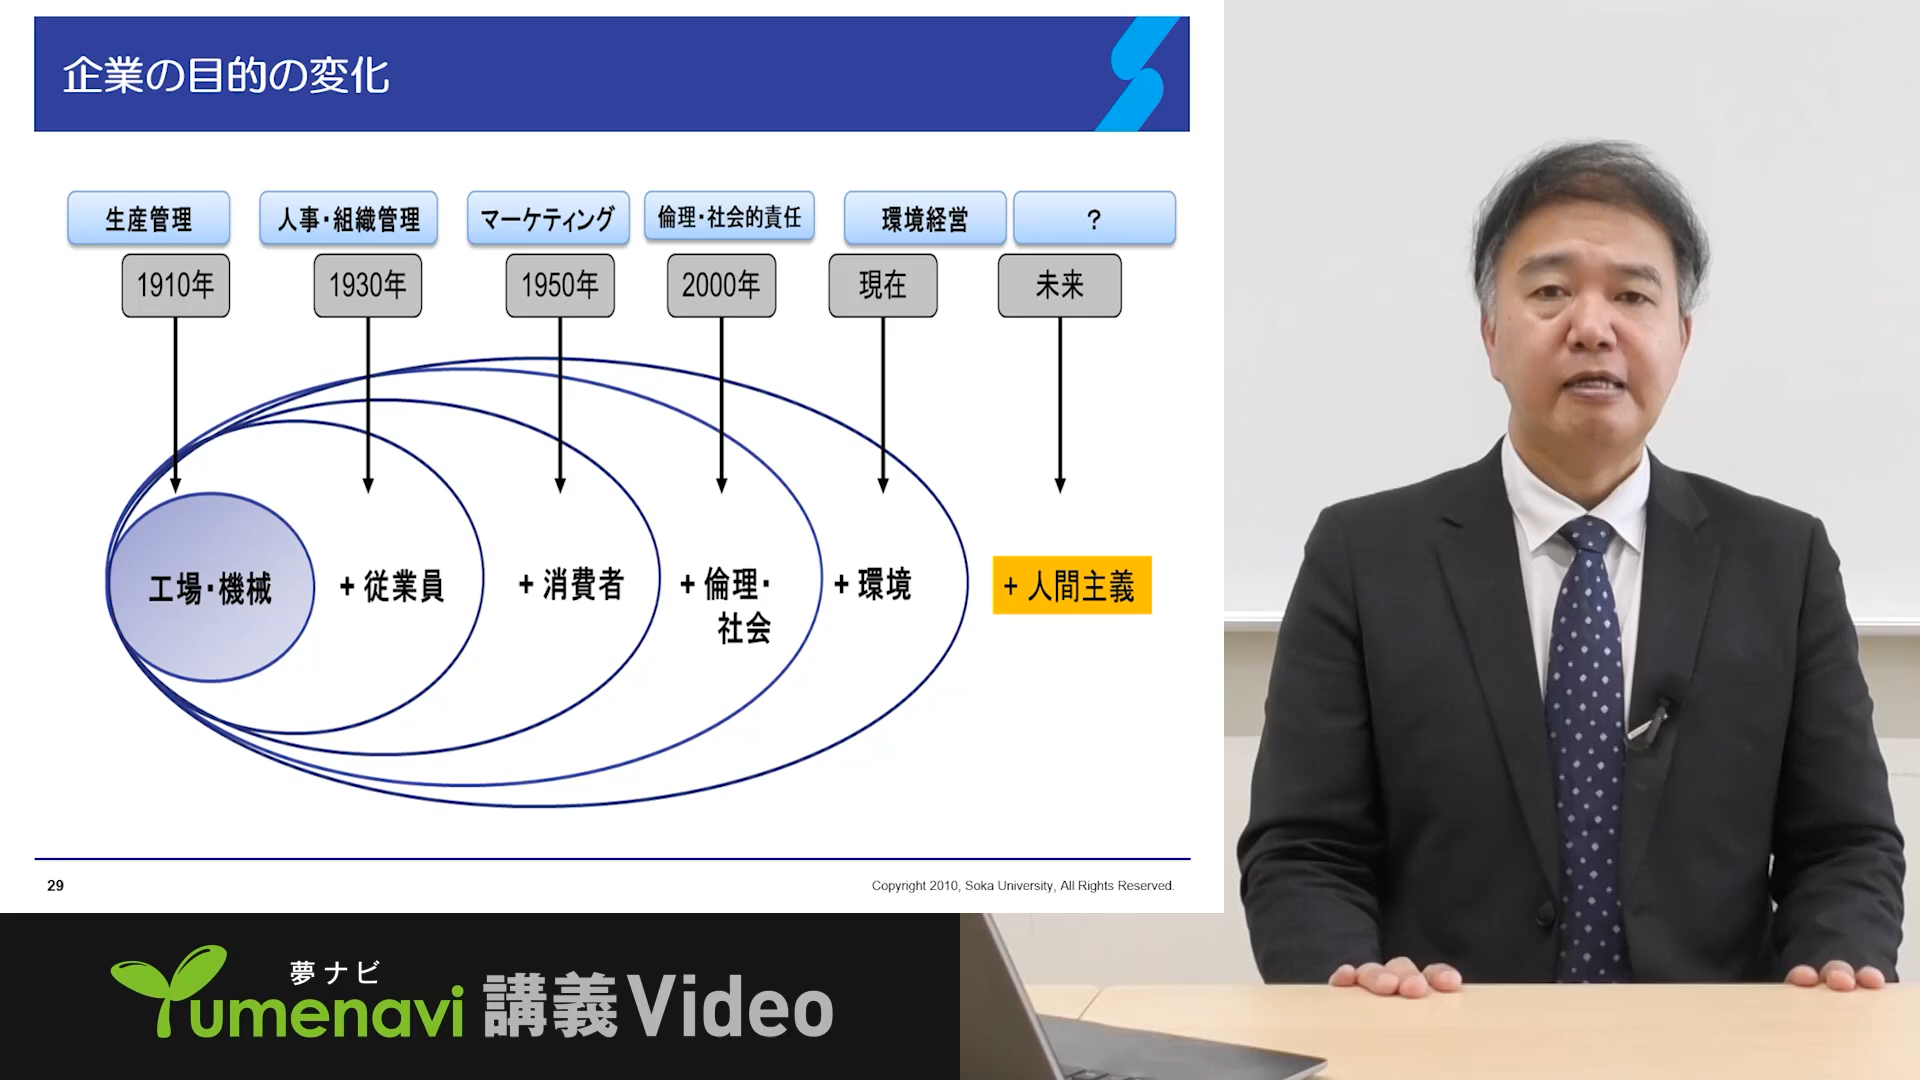 企業の目的の変化
生産管理 人事・組織管理 マーケティング 倫理・社会的責任 環境経営 ?
1910年 1930年 1950年 2000年 現在 未来
工場・機械 + 従業員 + 消費者 + 倫理・ + 環境 + 人間主義
社会
29 Copyright 2010, Soka University, All Rights Reserved.
夢ナビ
Yumenavi 講義Video